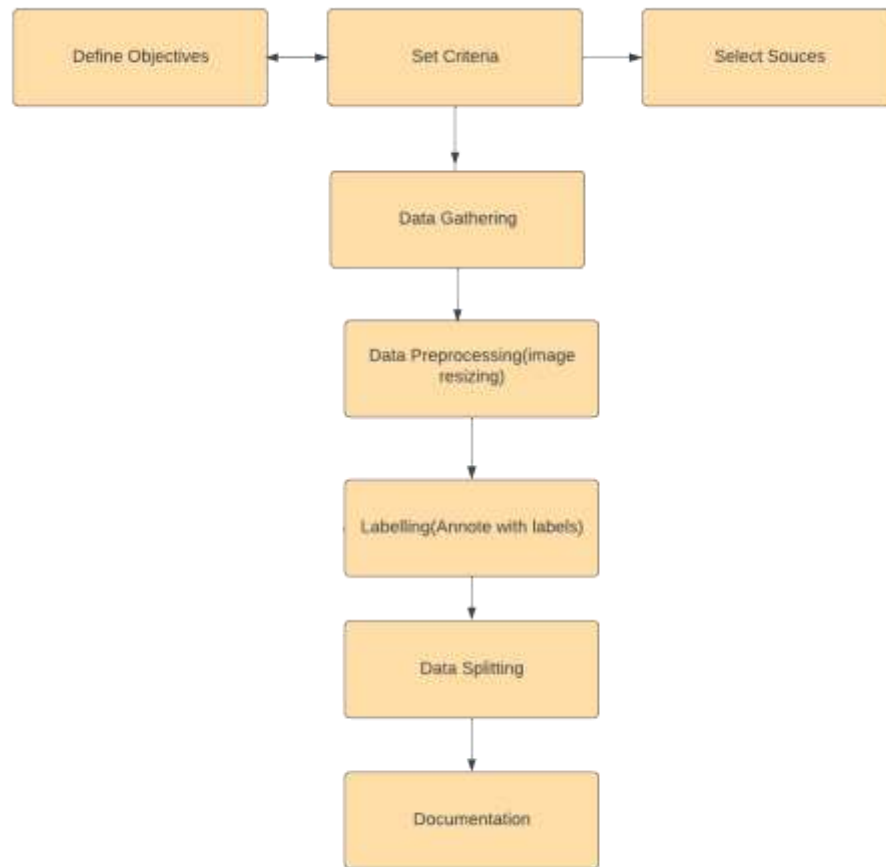 Define Objectives
Set Criteria
Select Souces
Data Gathering
Data Preprocessing(image
resizing)
Labelling(Annote with labels)
Data Splitting
Documentation